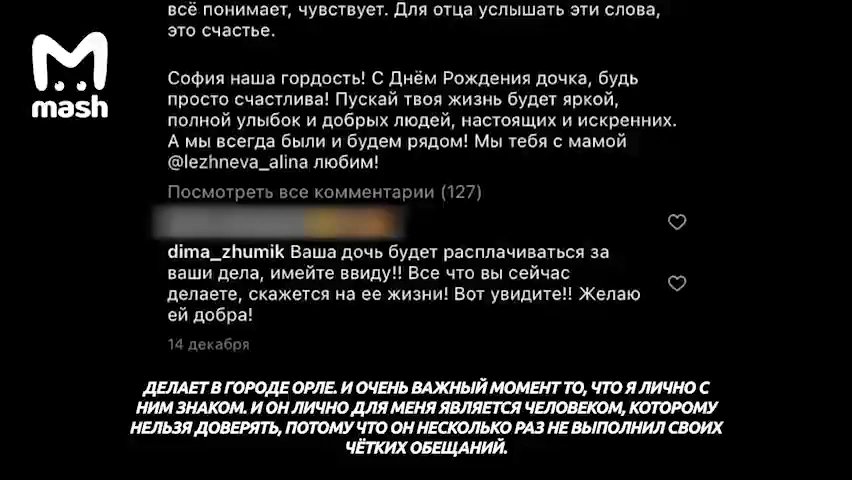 всё понимает, чувствует. Для отца услышать эти слова,
это счастье.
mash
София наша гордость! С Днём Рождения дочка, будь
просто счастлива! Пускай твоя жизнь будет яркой,
полной улыбок и добрых людей, настоящих и искренних.
А мы всегда были и будем рядом! Мы тебя с мамой
@lezhneva_alina любим!
Посмотреть все комментарии (127)
dima_zhumik Ваша дочь будет расплачиваться за
ваши дела, имейте ввиду!! Все что вы сейчас
делаете, скажется на ее жизни! Вот увидите!! Желаю
ей добра!
14 декабря
ДЕЛАЕТ В ГОРОДЕ ОРЛЕ. И ОЧЕНЬ ВАЖНЫЙ МОМЕНТ ТО, ЧТО Я ЛИЧНО С
НИМ ЗНАКОМ. И ОН ЛИЧНО ДЛЯ МЕНЯ ЯВЛЯЕТСЯ ЧЕЛОВЕКОМ, КОТОРОМУ
НЕЛЬЗЯ ДОВЕРЯТЬ, ПОТОМУ ЧТО ОН НЕСКОЛЬКО РАЗ НЕ ВЫПОЛНИЛ СВОИХ
ЧЁТКИХ ОБЕЩАНИЙ.